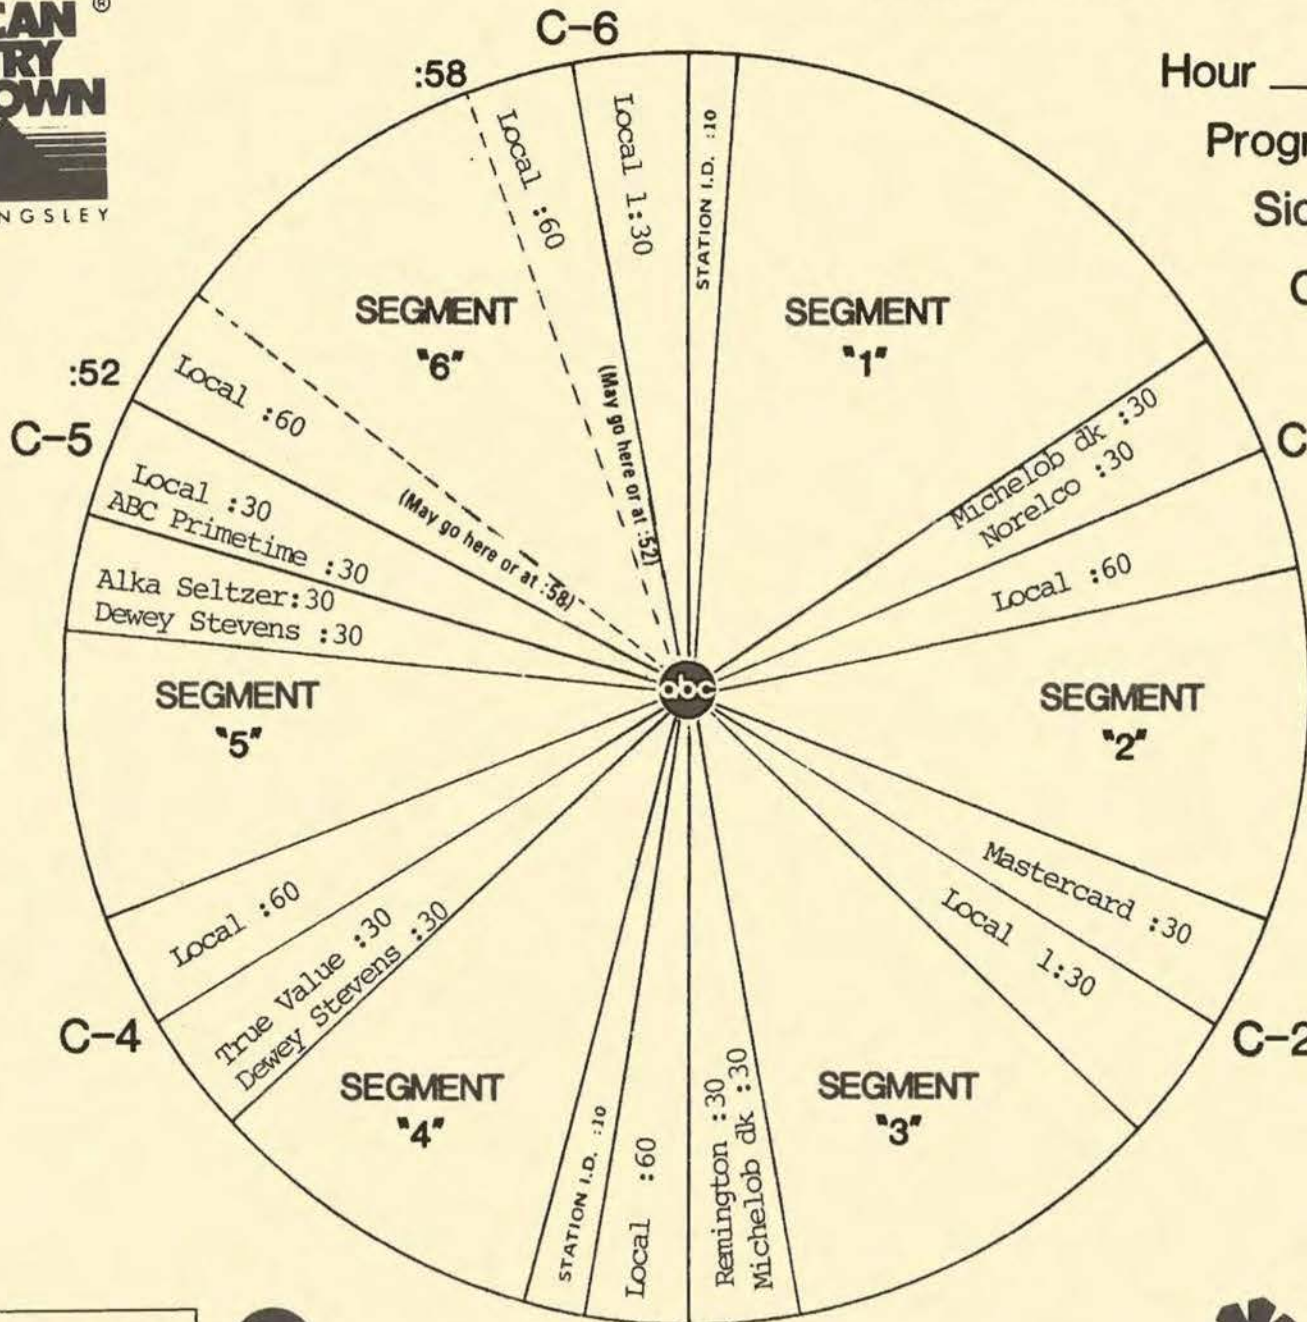 ®
C-6
:58
Hour
Local :60
Local 1:30
STATION I.D. :10
SEGMENT
"1"
Michelob dk :30
Norelco :30
Local :60
SEGMENT
"2"
Mastercard :30
Local 1:30
C-2
SEGMENT
"3"
Remington :30
Michelob dk :30
Local :60
STATION I.D. :10
SEGMENT
"4"
True Value :30
Dewey Stevens :30
C-4
Local :60
SEGMENT
"5"
Alka Seltzer:30
Dewey Stevens :30
Local :30
ABC Primetime :30
C-5
:52
Local :60
(May go here or at :58)
SEGMENT
"6"
(May go here or at :52)
abc